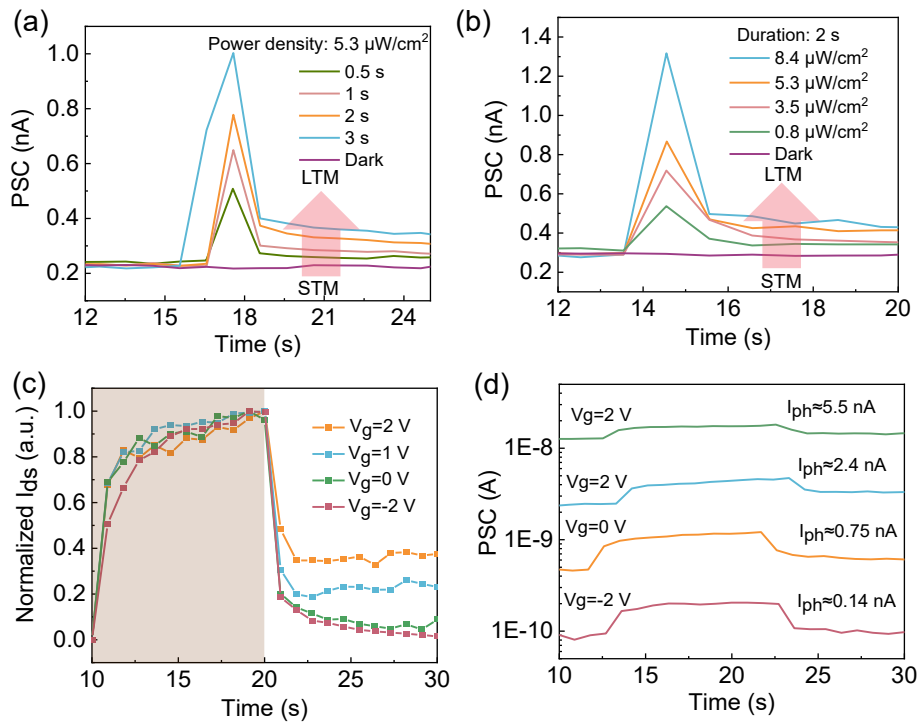 (a)
Power density: 5.3 µW/cm²
0.5 s
1 s
2 s
3 s
Dark
LTM
STM
PSC (nA)
1.0
0.8
0.6
0.4
0.2
12
15
18
21
24
Time (s)
(b)
Duration: 2 s
8.4 µW/cm²
5.3 µW/cm²
3.5 µW/cm²
0.8 µW/cm²
Dark
LTM
STM
PSC (nA)
1.4
1.2
1.0
0.8
0.6
0.4
0.2
12
14
16
18
20
Time (s)
(c)
Vg=2 V
Vg=1 V
Vg=0 V
Vg=-2 V
Normalized Ids (a.u.)
1.0
0.8
0.6
0.4
0.2
0.0
10
15
20
25
30
Time (s)
(d)
Vg=2 V
Iph≈5.5 nA
Vg=2 V
Iph≈2.4 nA
Vg=0 V
Iph≈0.75 nA
Vg=-2 V
Iph≈0.14 nA
PSC (A)
1E-8
1E-9
1E-10
10
15
20
25
30
Time (s)